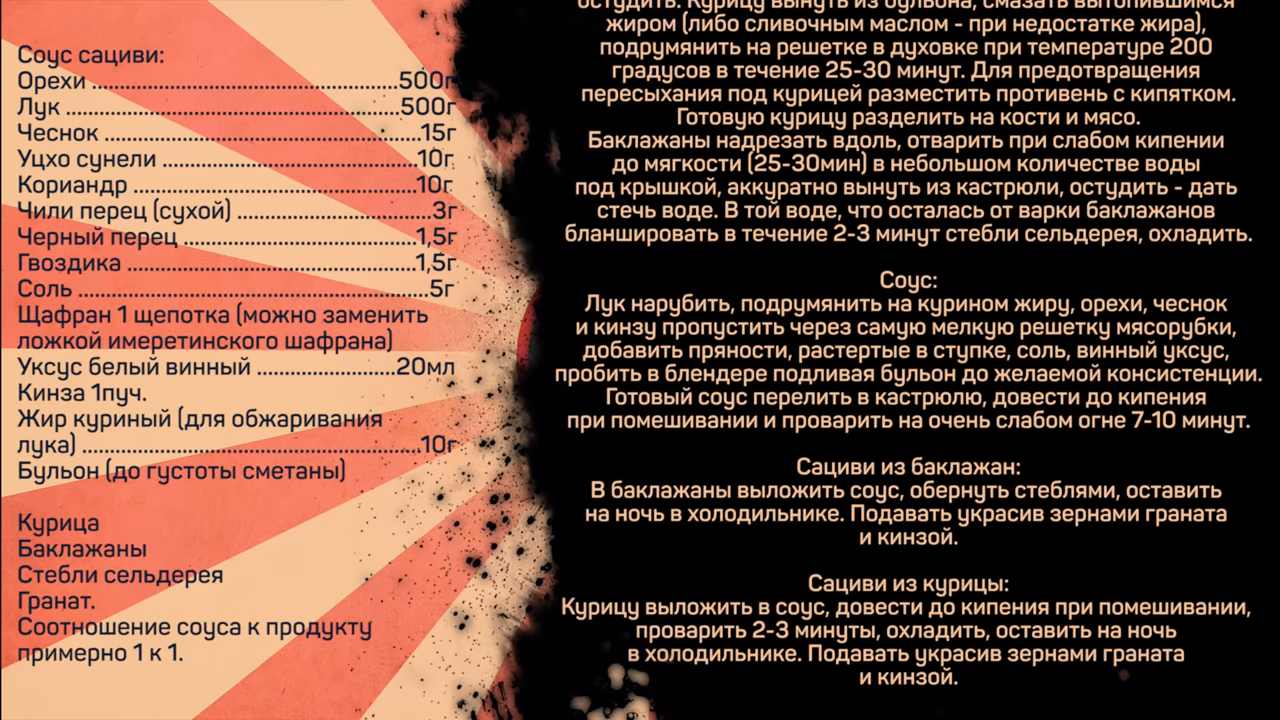 Соус сациви:
Орехи ...............................................500г
Лук ....................................................500г
Чеснок ................................................15г
Уцхо сунели ......................................10г
Кориандр ...........................................10г
Чили перец (сухой) ...........................3г
Черный перец ...................................1,5г
Гвоздика ...........................................1,5г
Соль ....................................................5г
Щафран 1 щепотка (можно заменить
ложкой имеретинского шафрана)
Уксус белый винный .....................20мл
Кинза 1пуч.
Жир куриный (для обжаривания
лука) ...................................................10г
Бульон (до густоты сметаны)
Курица
Баклажаны
Стебли сельдерея
Гранат.
Соотношение соуса к продукту
примерно 1 к 1.
остудить. Курицу вынуть из бульона, смазать вытопившимся
жиром (либо сливочным маслом - при недостатке жира),
подрумянить на решетке в духовке при температуре 200
градусов в течение 25-30 минут. Для предотвращения
пересыхания под курицей разместить противень с кипятком.
Готовую курицу разделить на кости и мясо.
Баклажаны надрезать вдоль, отварить при слабом кипении
до мягкости (25-30мин) в небольшом количестве воды
под крышкой, аккуратно вынуть из кастрюли, остудить - дать
стечь воде. В той воде, что осталась от варки баклажанов
бланшировать в течение 2-3 минут стебли сельдерея, охладить.
Соус:
Лук нарубить, подрумянить на курином жиру, орехи, чеснок
и кинзу пропустить через самую мелкую решетку мясорубки,
добавить пряности, растертые в ступке, соль, винный уксус,
пробить в блендере подливая бульон до желаемой консистенции.
Готовый соус перелить в кастрюлю, довести до кипения
при помешивании и проварить на очень слабом огне 7-10 минут.
Сациви из баклажан:
В баклажаны выложить соус, обернуть стеблями, оставить
на ночь в холодильнике. Подавать украсив зернами граната
и кинзой.
Сациви из курицы:
Курицу выложить в соус, довести до кипения при помешивании,
проварить 2-3 минуты, охладить, оставить на ночь
в холодильнике. Подавать украсив зернами граната
и кинзой.